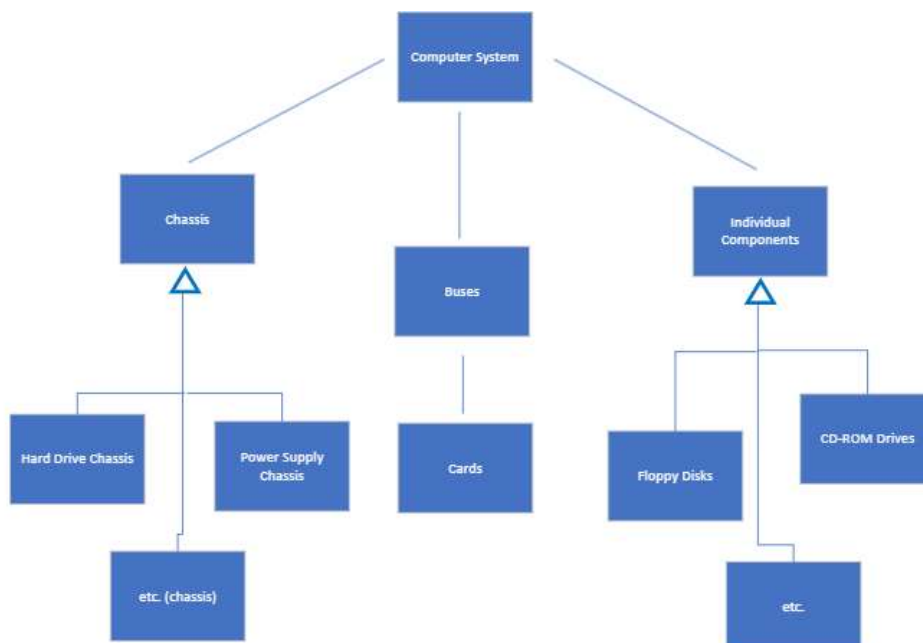 Computer System
Chassis
Individual
Components
Buses
Hard Drive Chassis
Power Supply
Chassis
Cards
Floppy Disks
CD-ROM Drives
etc. (chassis)
etc.